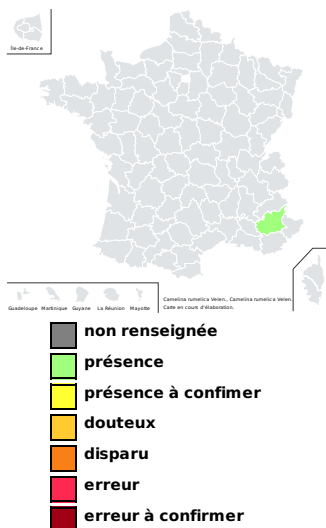 Île-de-France
Camelina rumelica Velen., Camelina rumelica Velen.
Carte en cours d'élaboration.
Guadeloupe Martinique Guyane La Réunion Mayotte
non renseignée
présence
présence à confimer
douteux
disparu
erreur
erreur à confirmer